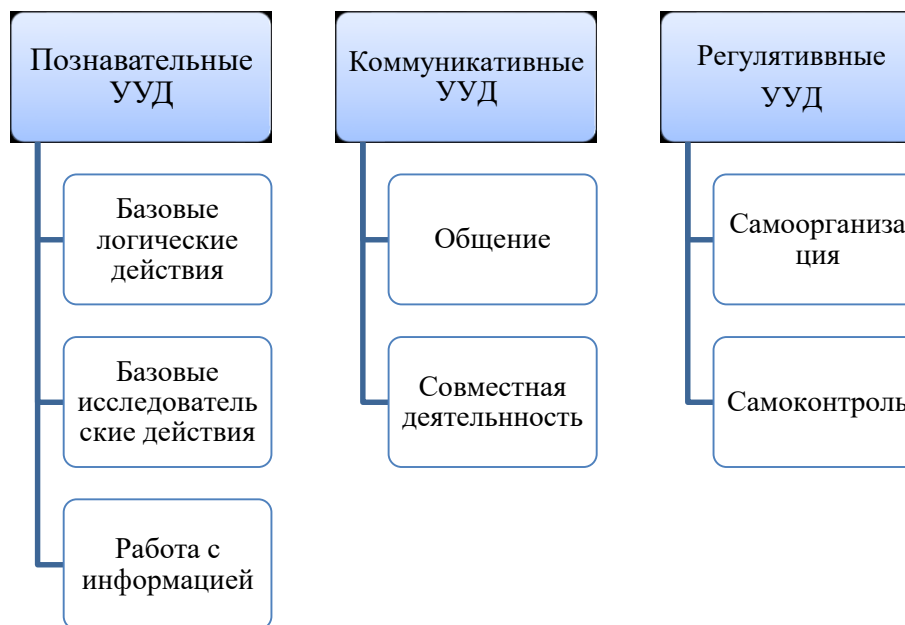 Познавательные
УУД
Базовые
логические
действия
Базовые
исследователь
ские действия
Работа с
информацией
Коммуникативные
УУД
Общение
Совместная
деятельнность
Регулятиввные
УУД
Самоорганиза
ция
Самоконтроль